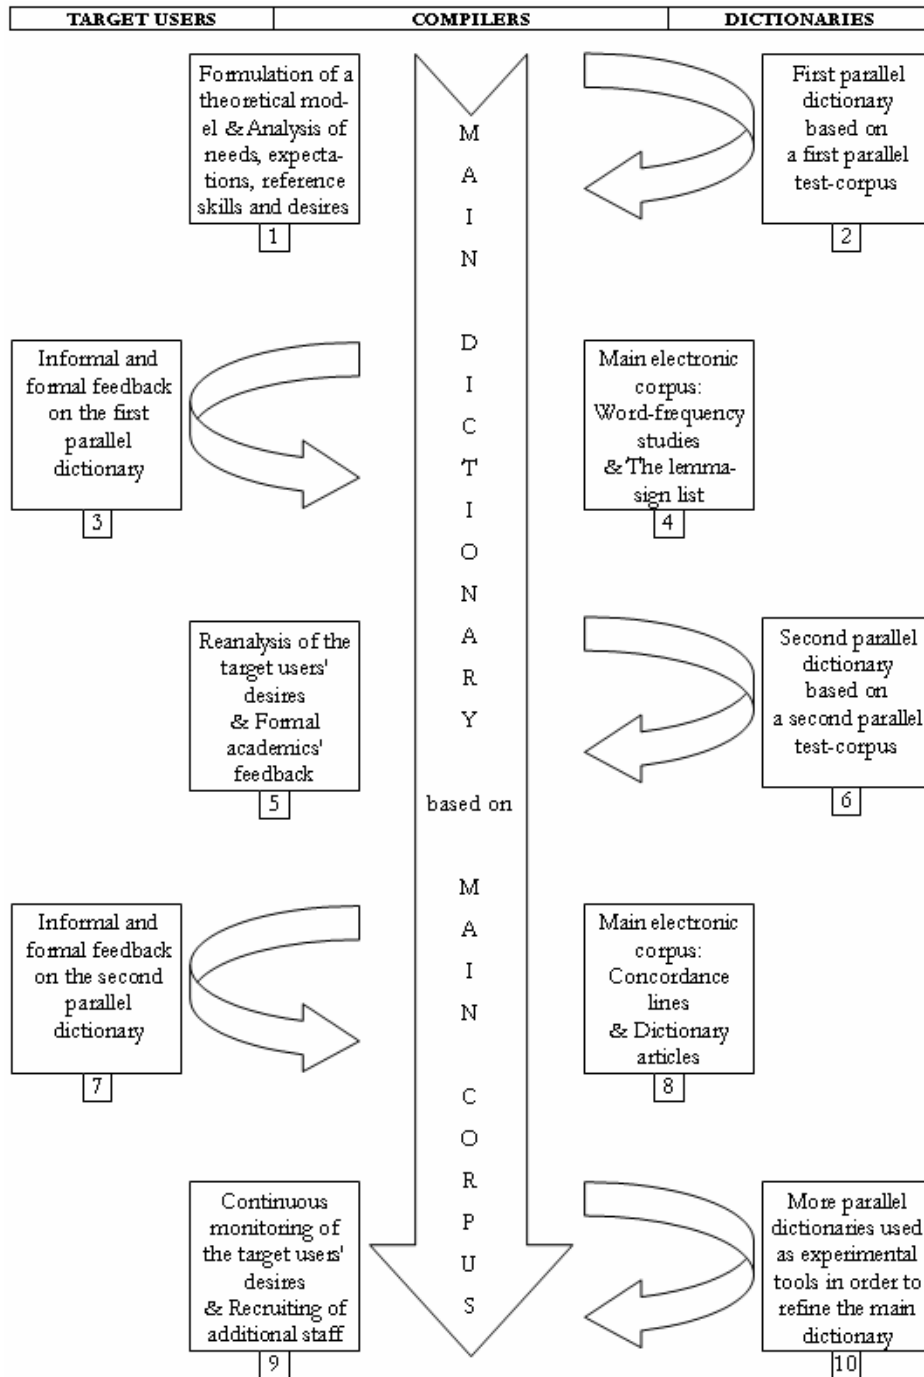 TARGET USERS
COMPILERS
DICTIONARIES
Formulation of a
theoretical mod-
el & Analysis of
needs, expecta-
tions, reference
skills and desires
1
First parallel
dictionary
based on
a first parallel
test-corpus
2
Informal and
formal feedback
on the first
parallel
dictionary
3
Main electronic
corpus:
Word-frequency
studies
& The lemma-
sign list
4
Reanalysis of the
target users'
desires
& Formal
academics'
feedback
5
Second parallel
dictionary
based on
a second parallel
test-corpus
6
Informal and
formal feedback
on the second
parallel
dictionary
7
Main electronic
corpus:
Concordance
lines
& Dictionary
articles
8
Continuous
monitoring of
the target users'
desires
& Recruiting of
additional staff
9
More parallel
dictionaries used
as experimental
tools in order to
refine the main
dictionary
10
MAIN DICTIONARY
based on
MAIN CORPUS